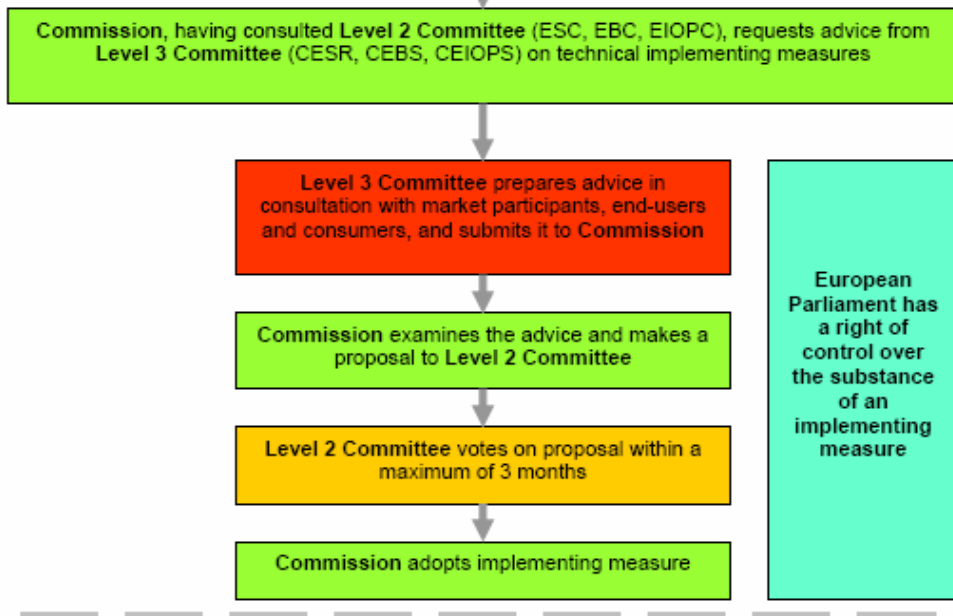 Commission, having consulted Level 2 Committee (ESC, EBC, EIOPC), requests advice from
Level 3 Committee (CESR, CEBS, CEIOPS) on technical implementing measures
Level 3 Committee prepares advice in
consultation with market participants, end-users
and consumers, and submits it to Commission
Commission examines the advice and makes a
proposal to Level 2 Committee
Level 2 Committee votes on proposal within a
maximum of 3 months
Commission adopts implementing measure
European
Parliament has
a right of
control over
the substance
of an
implementing
measure